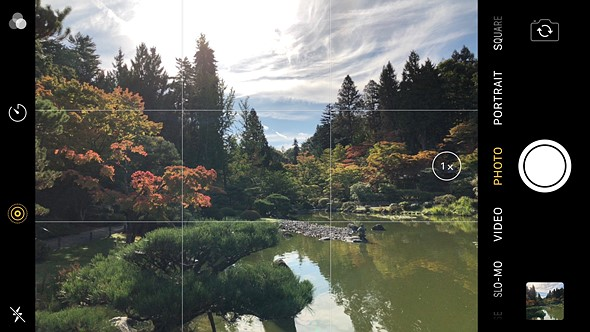 SQUARE
PORTRAIT
PHOTO
VIDEO
SLO-MO
1x